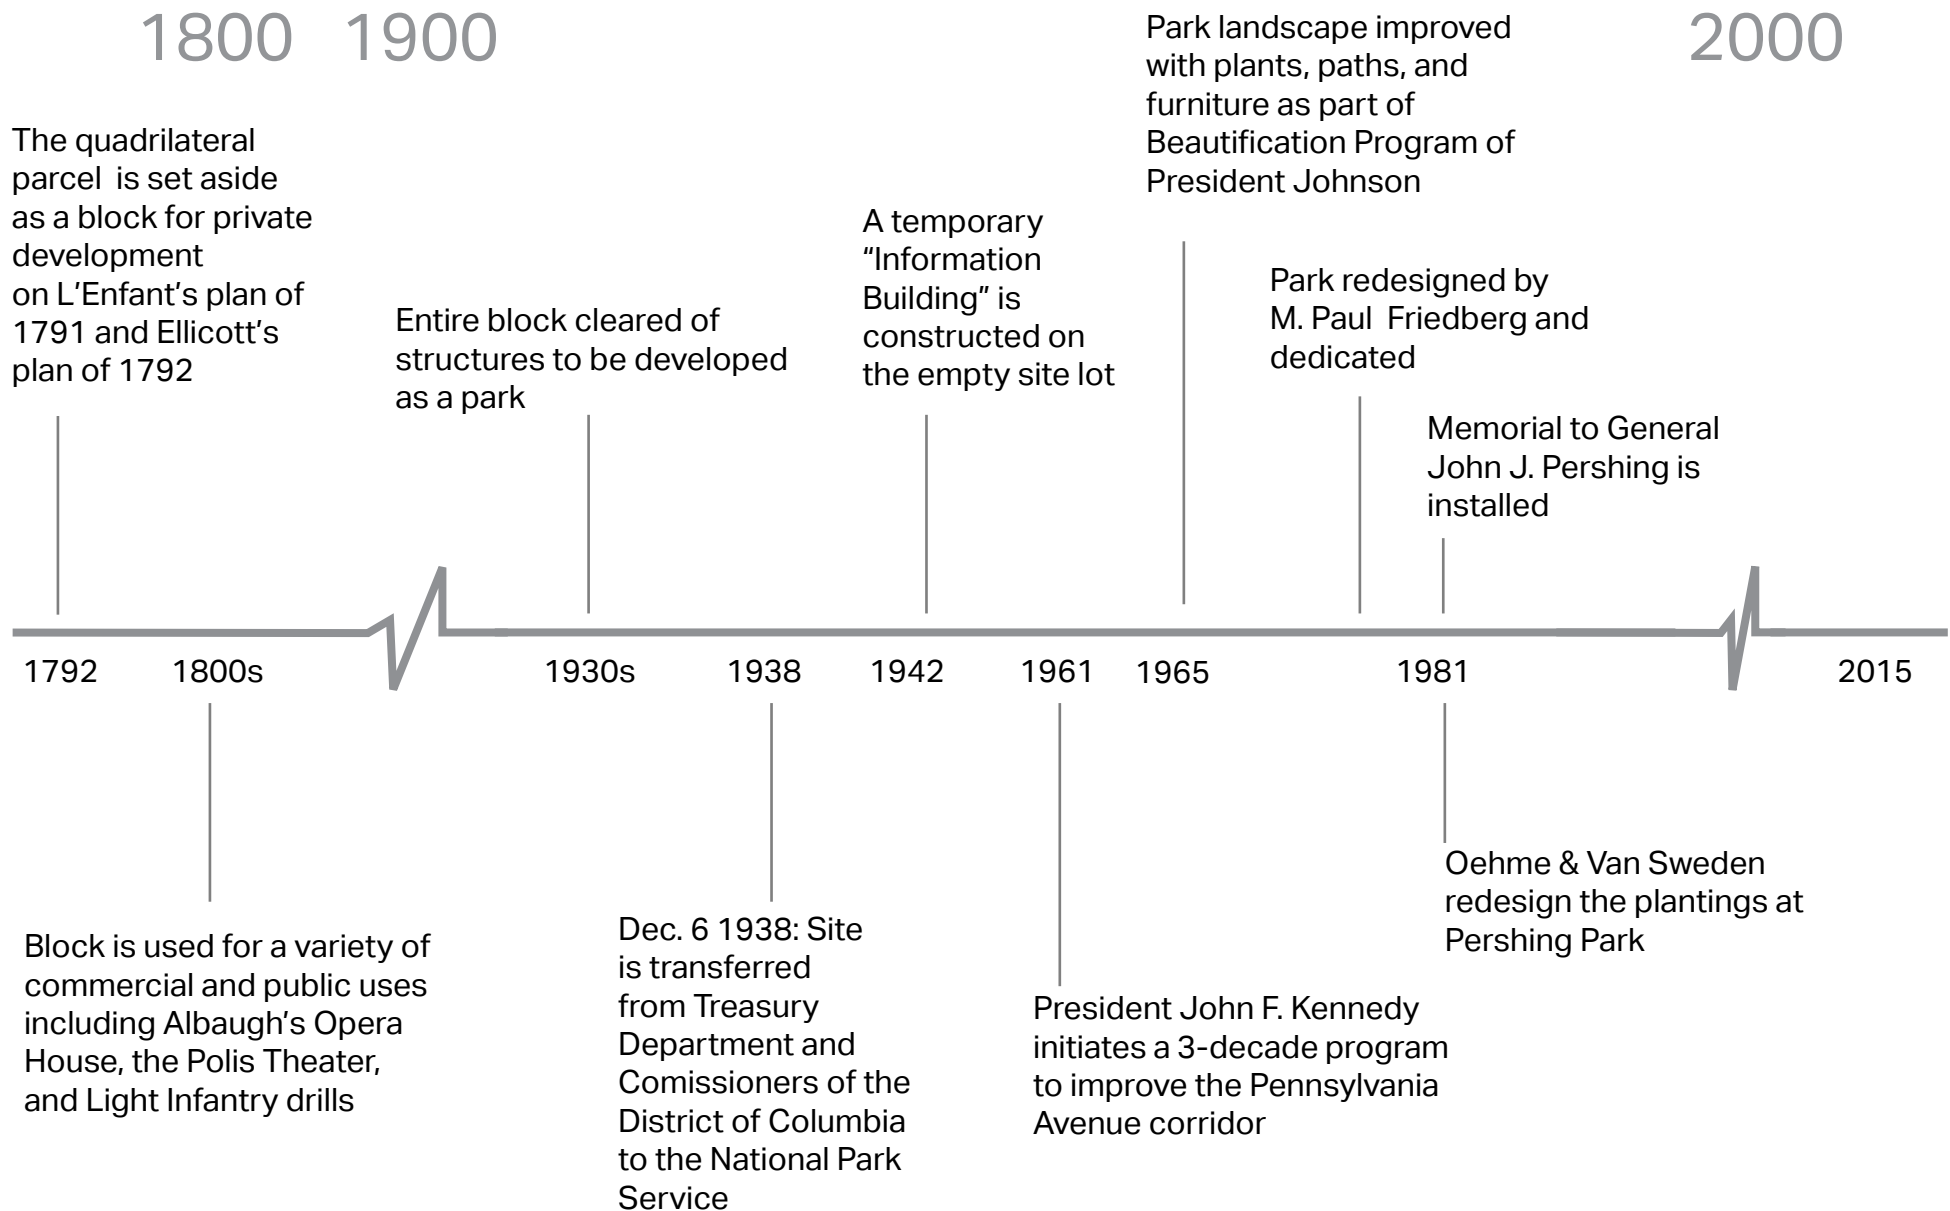 1800 1900 2000
The quadrilateral
parcel is set aside
as a block for private
development
on L'Enfant's plan of
1791 and Ellicott's
plan of 1792
Entire block cleared of
structures to be developed
as a park
A temporary
“Information
Building” is
constructed on
the empty site lot
Park landscape improved
with plants, paths, and
furniture as part of
Beautification Program of
President Johnson
Park redesigned by
M. Paul Friedberg and
dedicated
Memorial to General
John J. Pershing is
installed
1792 1800s 1930s 1938 1942 1961 1965 1981 2015
Block is used for a variety of
commercial and public uses
including Albaugh's Opera
House, the Polis Theater,
and Light Infantry drills
Dec. 6 1938: Site
is transferred
from Treasury
Department and
Comissioners of the
District of Columbia
to the National Park
Service
President John F. Kennedy
initiates a 3-decade program
to improve the Pennsylvania
Avenue corridor
Oehme & Van Sweden
redesign the plantings at
Pershing Park